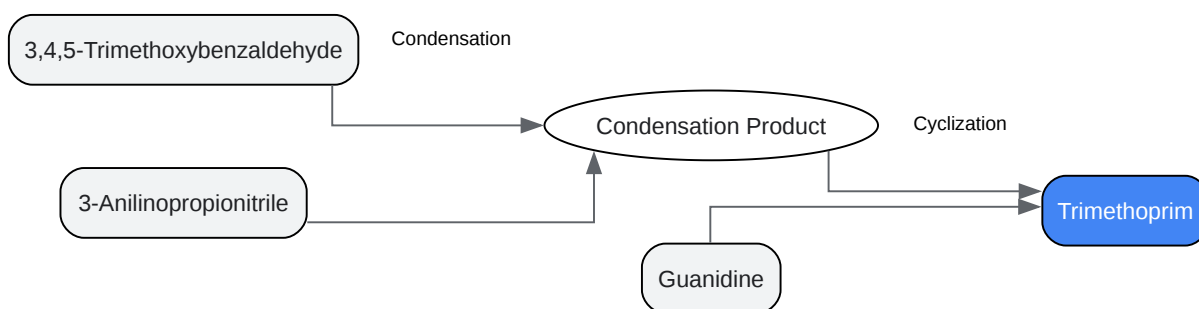 3,4,5-Trimethoxybenzaldehyde
Condensation
Condensation Product
Cyclization
3-Anilinopropionitrile
Trimethoprim
Guanidine